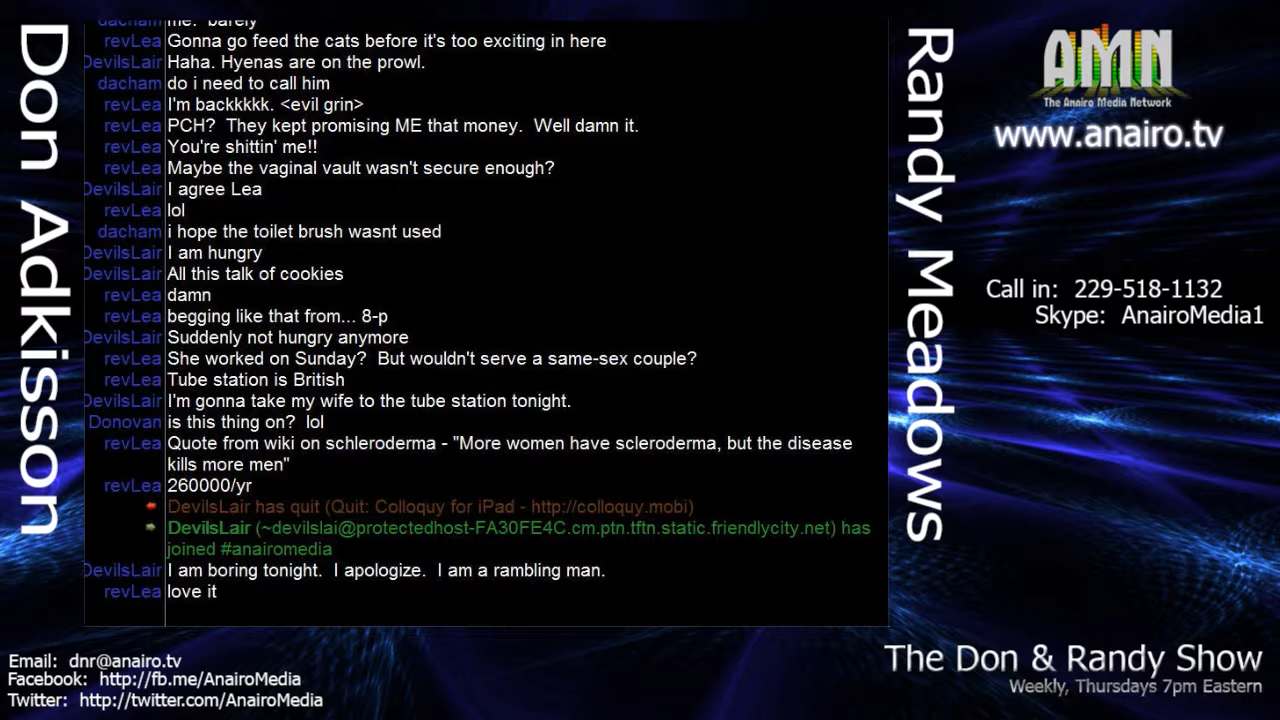 Don Adkisson
dacham me. barely
revLea Gonna go feed the cats before it's too exciting in here
DevilsLair Haha. Hyenas are on the prowl.
dacham do i need to call him
revLea I'm backkkkk. <evil grin>
revLea PCH? They kept promising ME that money. Well damn it.
revLea You're shittin' me!!
revLea Maybe the vaginal vault wasn't secure enough?
DevilsLair I agree Lea
revLea lol
dacham i hope the toilet brush wasnt used
DevilsLair I am hungry
DevilsLair All this talk of cookies
revLea damn
revLea begging like that from... 8-p
DevilsLair Suddenly not hungry anymore
revLea She worked on Sunday? But wouldn't serve a same-sex couple?
revLea Tube station is British
DevilsLair I'm gonna take my wife to the tube station tonight.
Donovan is this thing on? lol
revLea Quote from wiki on schleroderma - "More women have scleroderma, but the disease
kills more men"
revLea 260000/yr
DevilsLair has quit (Quit: Colloquy for iPad - http://colloquy.mobi)
DevilsLair (~devilslai@protectedhost-FA30FE4C.cm.ptn.tftn.static.friendlycity.net) has
joined #anairomedia
DevilsLair I am boring tonight. I apologize. I am a rambling man.
revLea love it
Randy Meadows
AMN
The Anairo Media Network
www.anairo.tv
Call in: 229-518-1132
Skype: AnairoMedia1
Email: dnr@anairo.tv
Facebook: http://fb.me/AnairoMedia
Twitter: http://twitter.com/AnairoMedia
The Don & Randy Show
Weekly, Thursdays 7pm Eastern